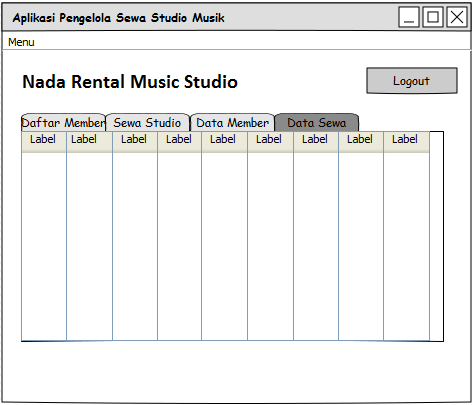 Aplikasi Pengelola Sewa Studio Musik
Menu
Nada Rental Music Studio
Logout
Daftar Member Sewa Studio Data Member Data Sewa
Label Label Label Label Label Label Label Label Label